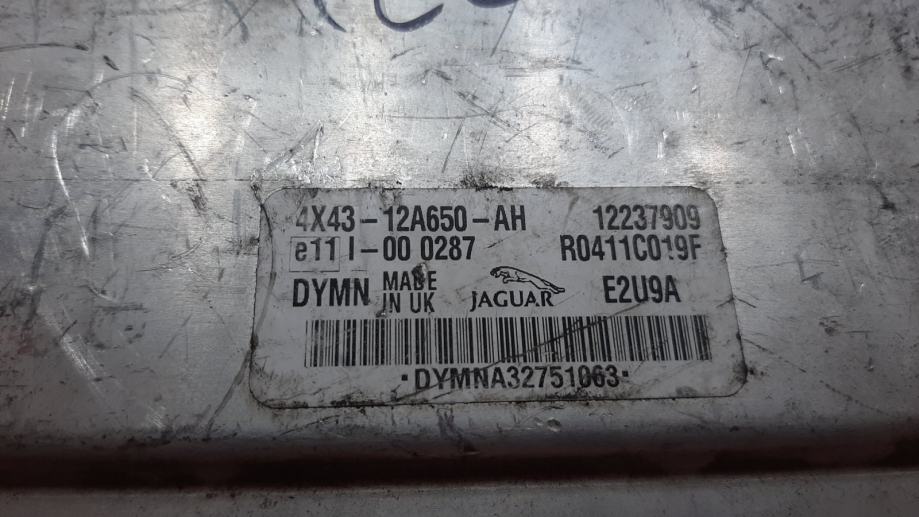 4X43-12A650-AH 12237909
e11 I-00 0287 R0411C019F
DYMN MADE IN UK JAGUAR E2U9A
·DYMNA32751063·